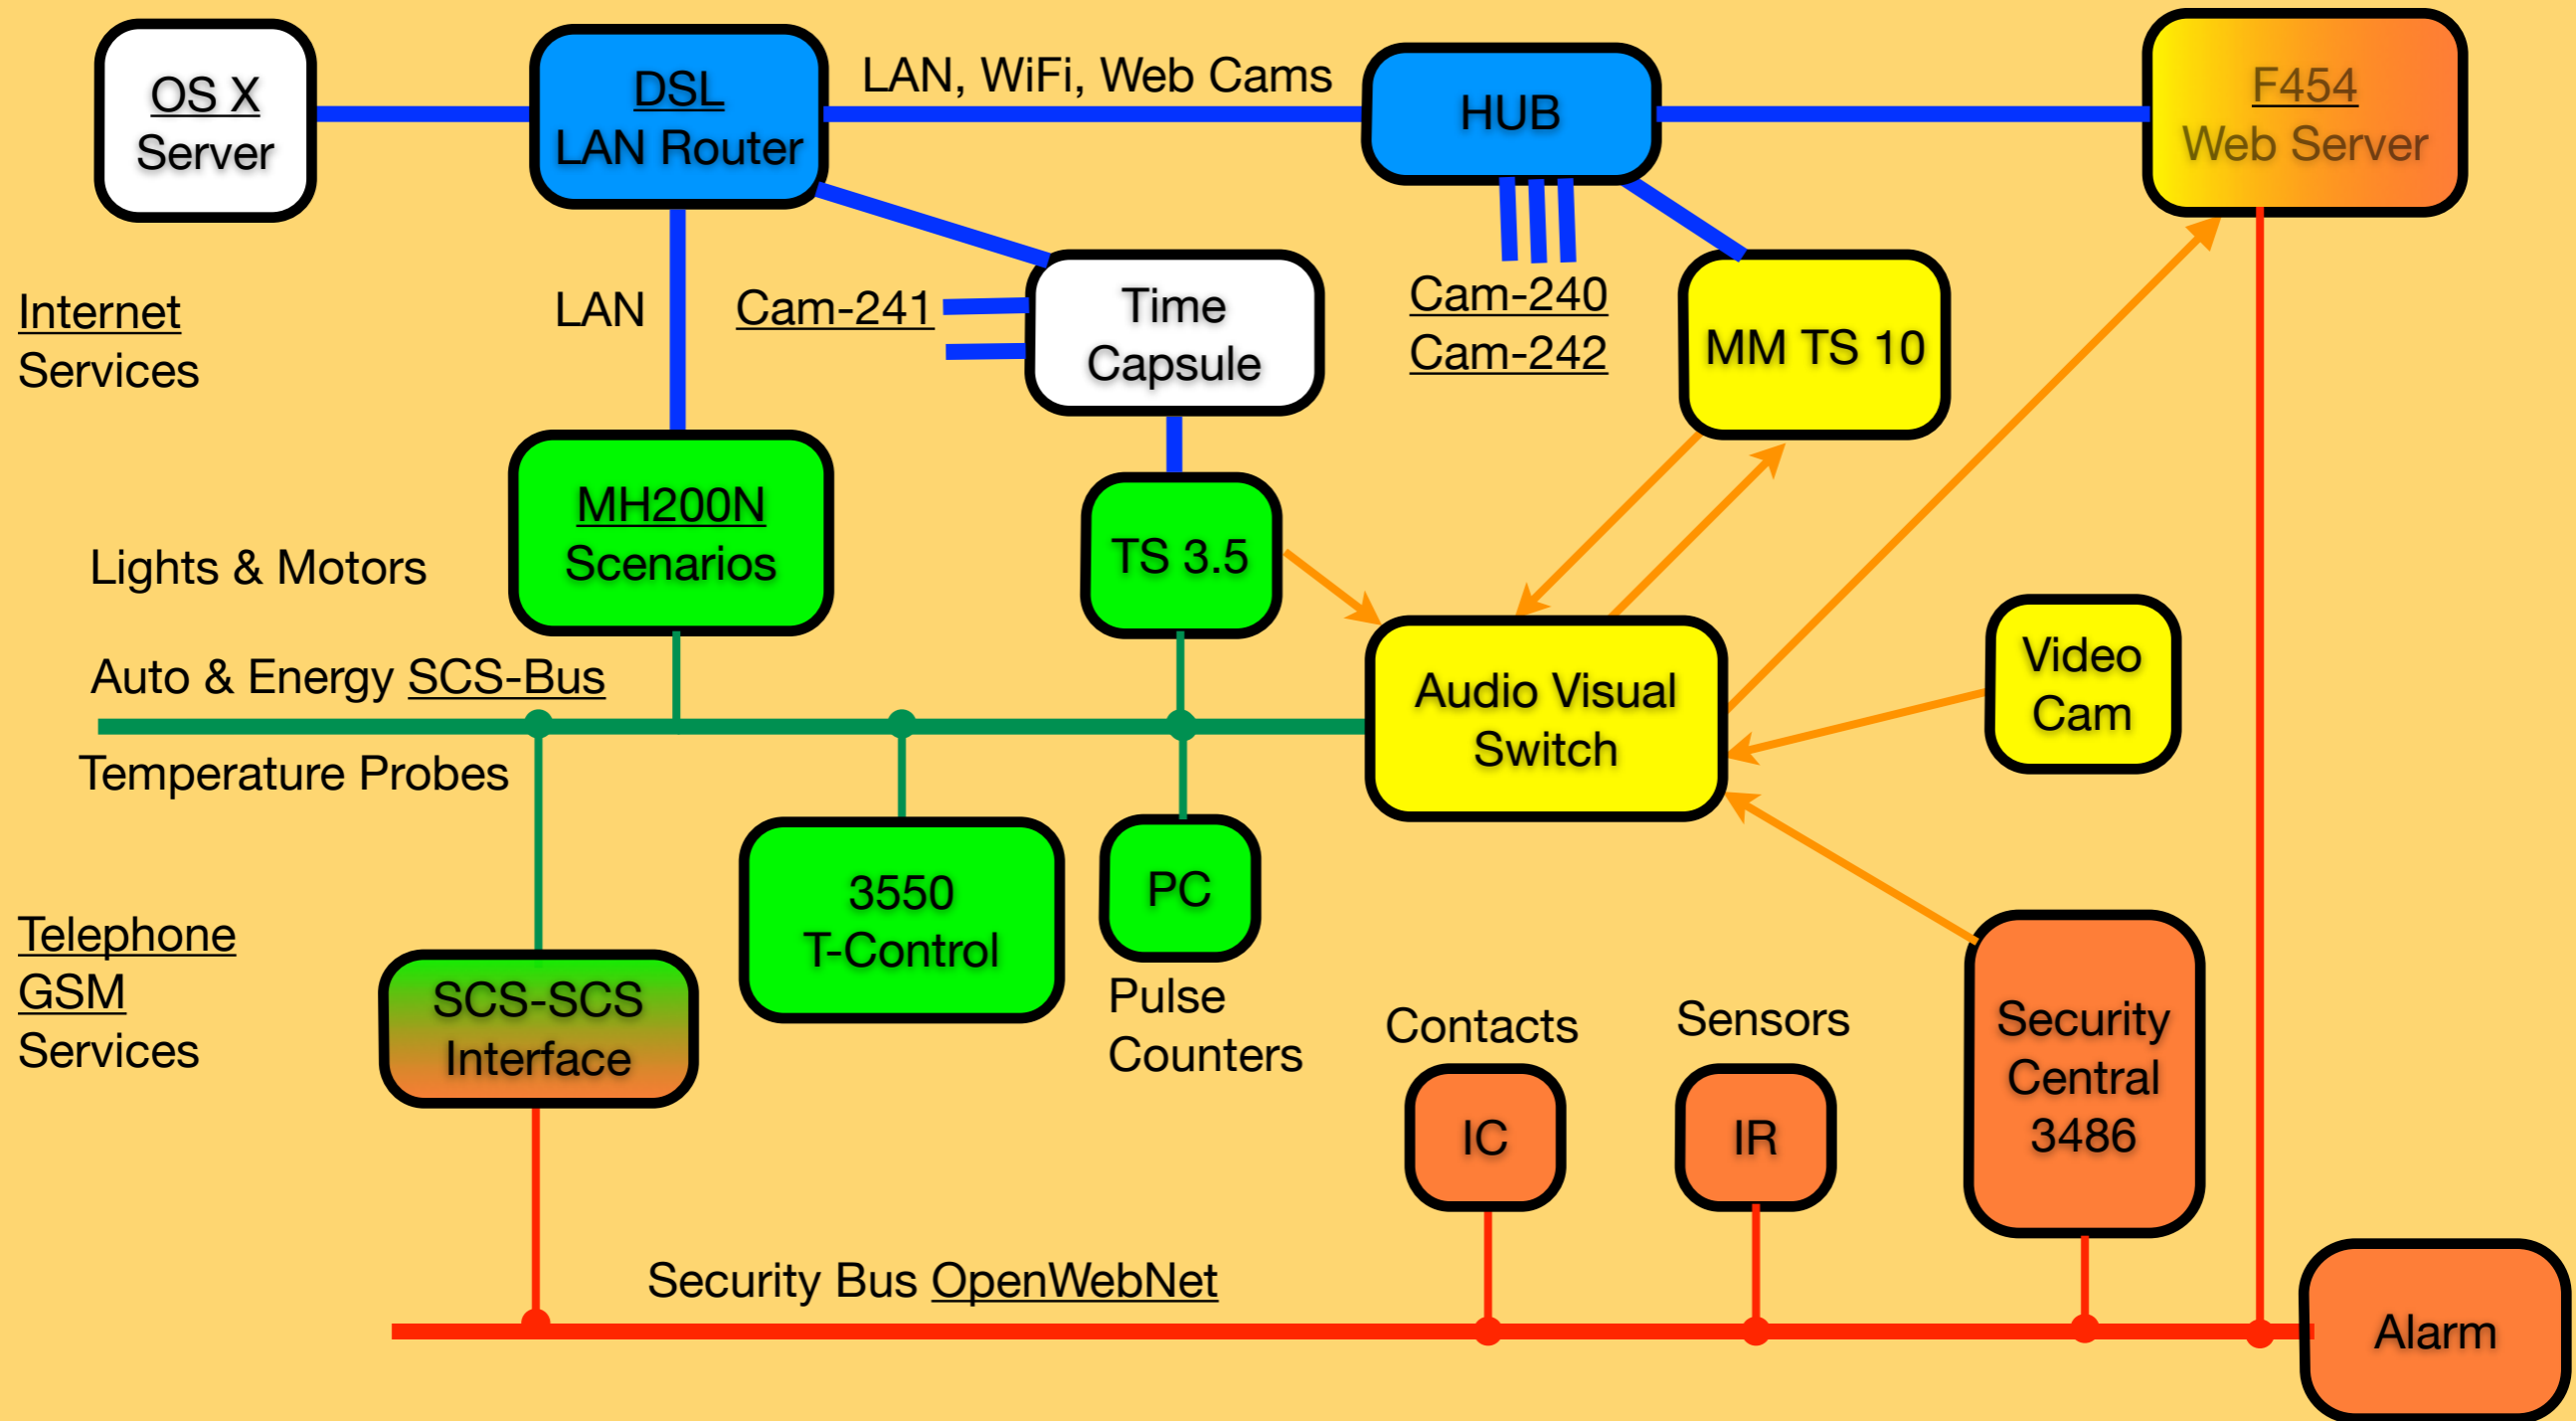 OS X
Server
DSL
LAN Router
LAN, WiFi, Web Cams
HUB
F454
Web Server
Internet
Services
LAN
Cam-241
Time
Capsule
Cam-240
Cam-242
MM TS 10
MH200N
Scenarios
TS 3.5
Lights & Motors
Auto & Energy SCS-Bus
Temperature Probes
Audio Visual
Switch
Video
Cam
3550
T-Control
PC
Pulse
Counters
Telephone
GSM
Services
SCS-SCS
Interface
Contacts
IC
Sensors
IR
Security
Central
3486
Security Bus OpenWebNet
Alarm